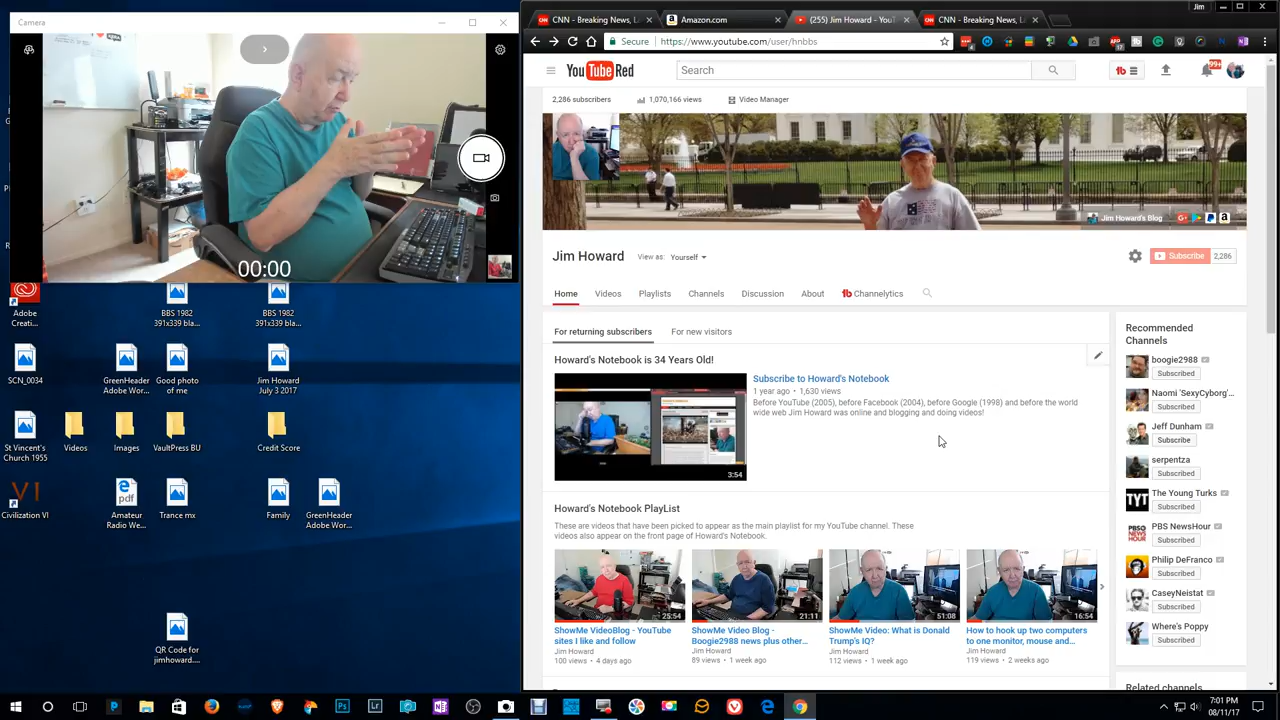 Camera
00:00
Adobe
Creati...
BBS 1982
391x339 bla...
BBS 1982
391x339 bla...
SCN_0034
GreenHeader
Adobe Wor...
Good photo
of me
Jim Howard
July 3 2017
St Vincent's
Church 1955
Videos
Images
VaultPress BU
Credit Score
Civilization VI
Amateur
Radio We...
Trance mx
Family
GreenHeader
Adobe Wor...
QR Code for
jimhoward....
CNN - Breaking News, L
Amazon.com
(255) Jim Howard - You
CNN - Breaking News, L
Jim
Secure
https://www.youtube.com/user/hnbbs
YouTube Red
Search
99+
2,286 subscribers
1,070,166 views
Video Manager
Jim Howard's Blog
Jim Howard
View as:
Yourself
Subscribe
2,286
Home
Videos
Playlists
Channels
Discussion
About
Channelytics
For returning subscribers
For new visitors
Howard's Notebook is 34 Years Old!
3:54
Subscribe to Howard's Notebook
1 year ago • 1,630 views
Before YouTube (2005), before Facebook (2004), before Google (1998) and before the world
wide web Jim Howard was online and blogging and doing videos!
Howard's Notebook PlayList
These are videos that have been picked to appear as the main playlist for my YouTube channel. These
videos also appear on the front page of Howard's Notebook.
25:54
ShowMe VideoBlog - YouTube
sites I like and follow
Jim Howard
100 views • 4 days ago
21:11
ShowMe Video Blog -
Boogie2988 news plus other...
Jim Howard
89 views • 1 week ago
51:08
ShowMe Video: What is Donald
Trump's IQ?
Jim Howard
112 views • 1 week ago
16:54
How to hook up two computers
to one monitor, mouse and...
Jim Howard
119 views • 2 weeks ago
Recommended
Channels
boogie2988
Subscribed
Naomi 'SexyCyborg'...
Subscribed
Jeff Dunham
Subscribe
serpentza
Subscribed
TYT
The Young Turks
Subscribed
PBS NewsHour
Subscribed
Philip DeFranco
Subscribed
CaseyNeistat
Subscribed
Where's Poppy
Subscribed
Related channels
7:01 PM
08/11/17